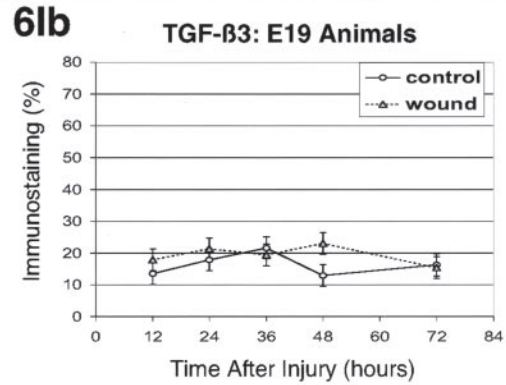 6Ib
TGF-ß3: E19 Animals
control
wound
Immunostaining (%)
80
70
60
50
40
30
20
10
0
0 12 24 36 48 60 72 84
Time After Injury (hours)